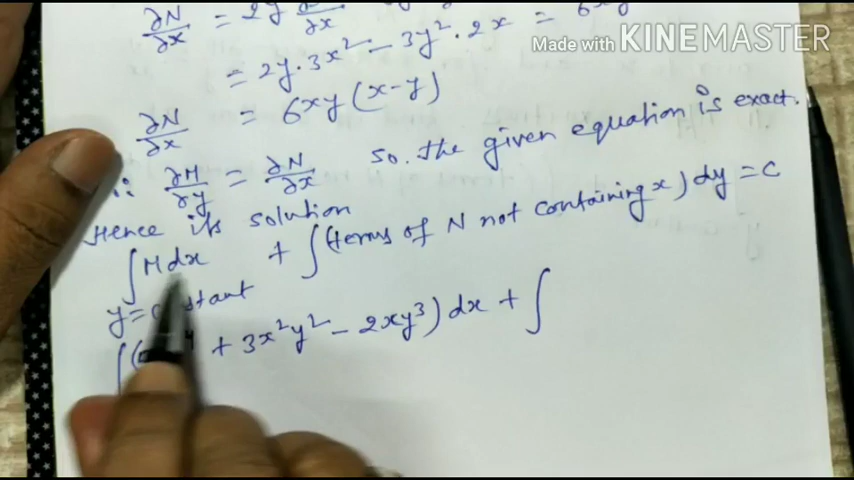 ∂N/∂x = 2y
Made with KINEMASTER
= 2y·3x² − 3y²·2x = 6xy
∂N/∂x = 6xy(x−y)
∵ ∂M/∂y = ∂N/∂x so. the given equation is exact.
Hence its solution
∫Mdx + ∫(terms of N not containing x) dy = c
y=constant
∫( + 3x²y² − 2xy³) dx + ∫